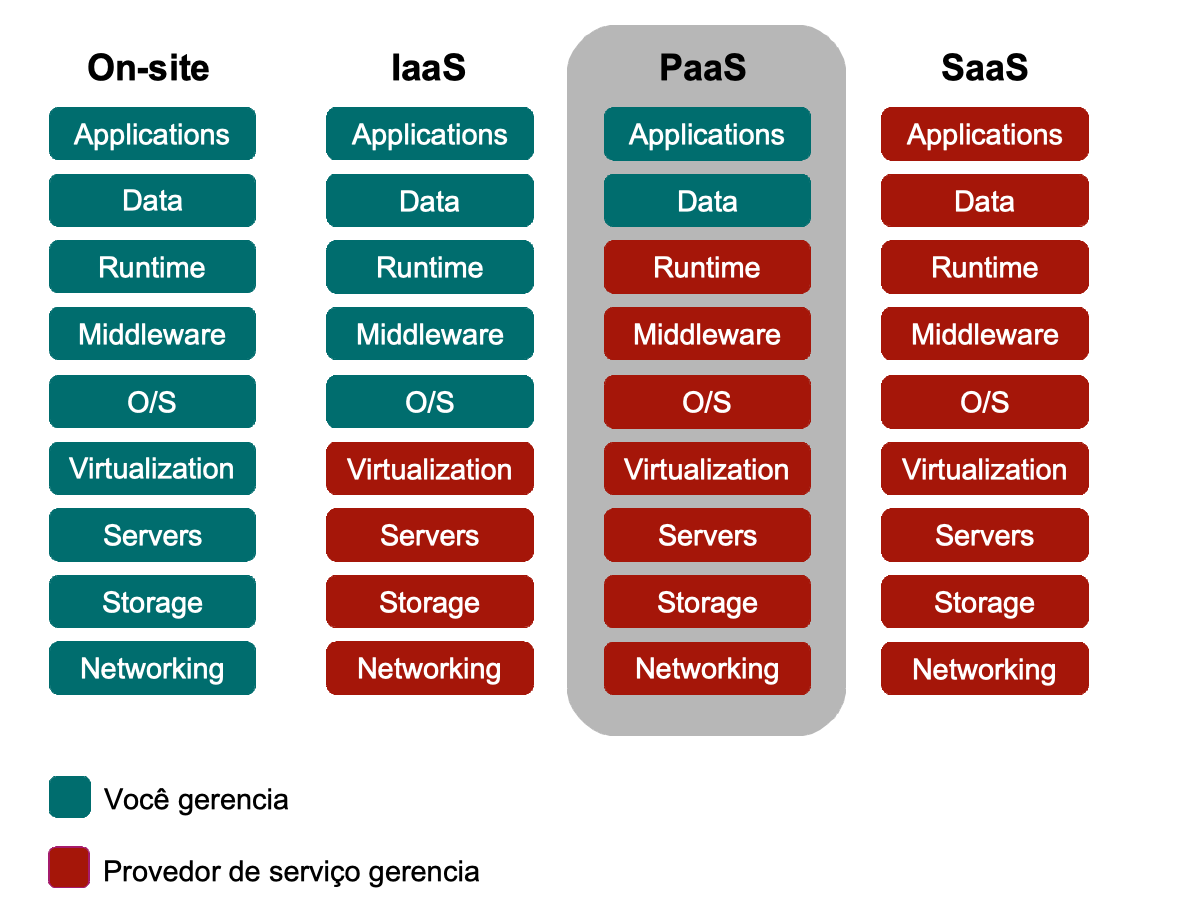 On-site
IaaS
PaaS
SaaS
Applications
Applications
Applications
Applications
Data
Data
Data
Data
Runtime
Runtime
Runtime
Runtime
Middleware
Middleware
Middleware
Middleware
O/S
O/S
O/S
O/S
Virtualization
Virtualization
Virtualization
Virtualization
Servers
Servers
Servers
Servers
Storage
Storage
Storage
Storage
Networking
Networking
Networking
Networking
Você gerencia
Provedor de serviço gerencia